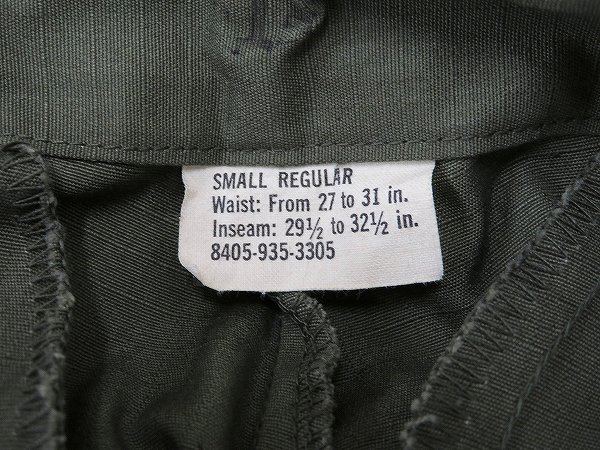 SMALL REGULAR
Waist: From 27 to 31 in.
Inseam: 29½ to 32½ in.
8405-935-3305